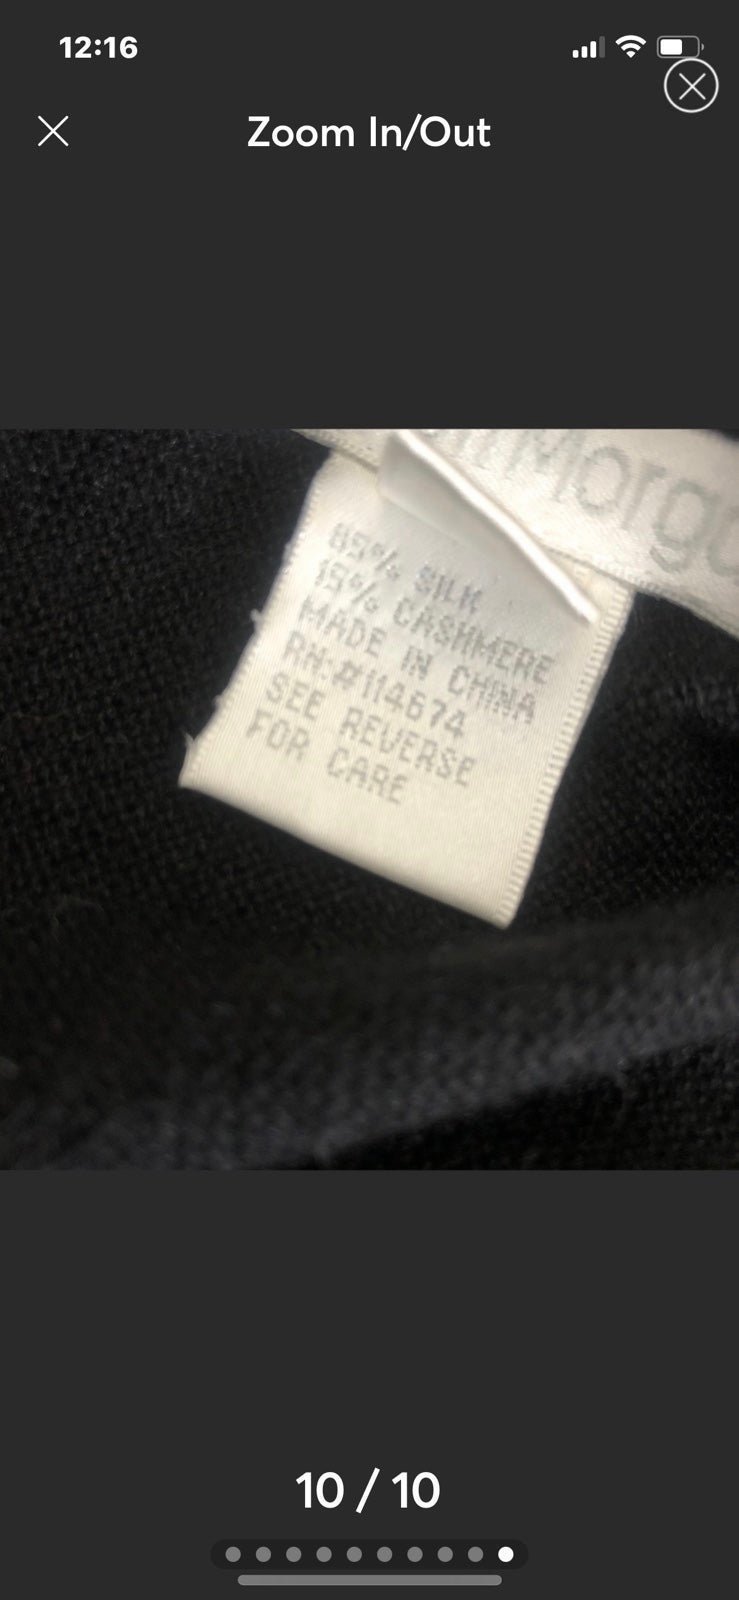 12:16
Zoom In/Out
Morga
85% SILK
15% CASHMERE
MADE IN CHINA
RN:#114674
SEE REVERSE
FOR CARE
10 / 10